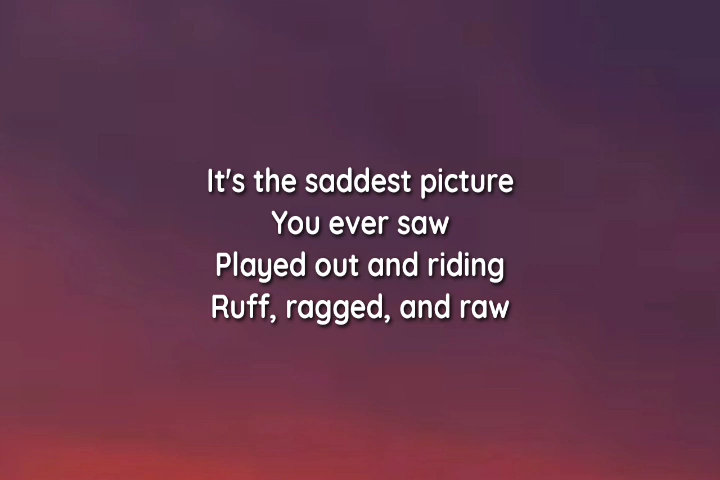 It's the saddest picture
You ever saw
Played out and riding
Ruff, ragged, and raw